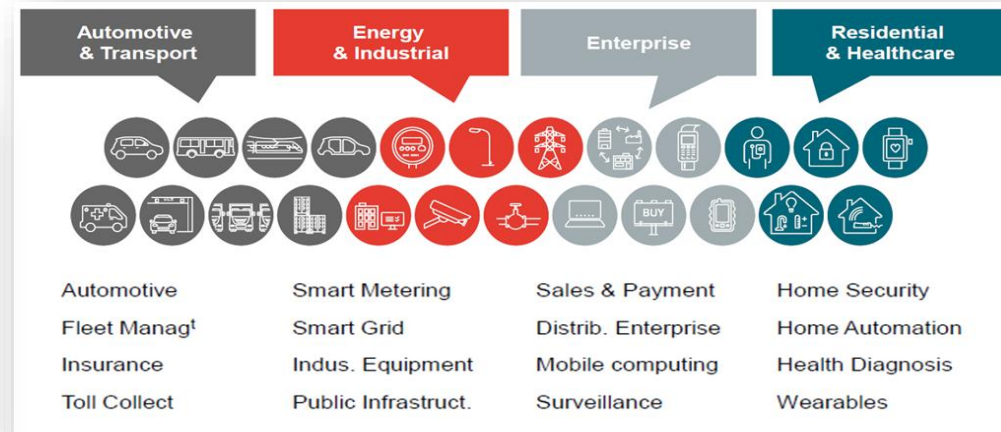 Automotive
& Transport
Energy
& Industrial
Enterprise
Residential
& Healthcare
BUY
Automotive
Fleet Managt
Insurance
Toll Collect
Smart Metering
Smart Grid
Indus. Equipment
Public Infrastruct.
Sales & Payment
Distrib. Enterprise
Mobile computing
Surveillance
Home Security
Home Automation
Health Diagnosis
Wearables